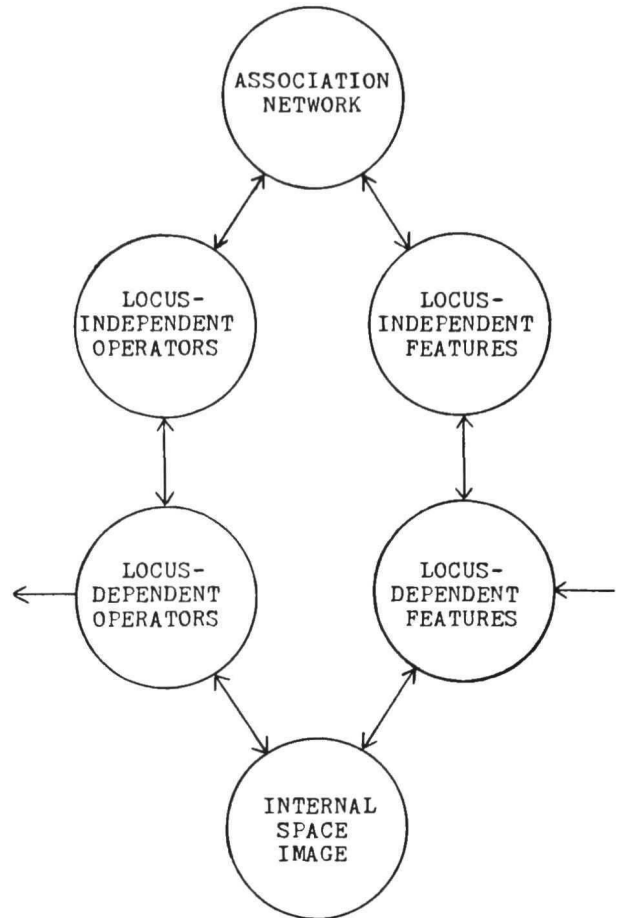 ASSOCIATION
NETWORK
LOCUS-
INDEPENDENT
OPERATORS
LOCUS-
INDEPENDENT
FEATURES
LOCUS-
DEPENDENT
OPERATORS
LOCUS-
DEPENDENT
FEATURES
INTERNAL
SPACE
IMAGE